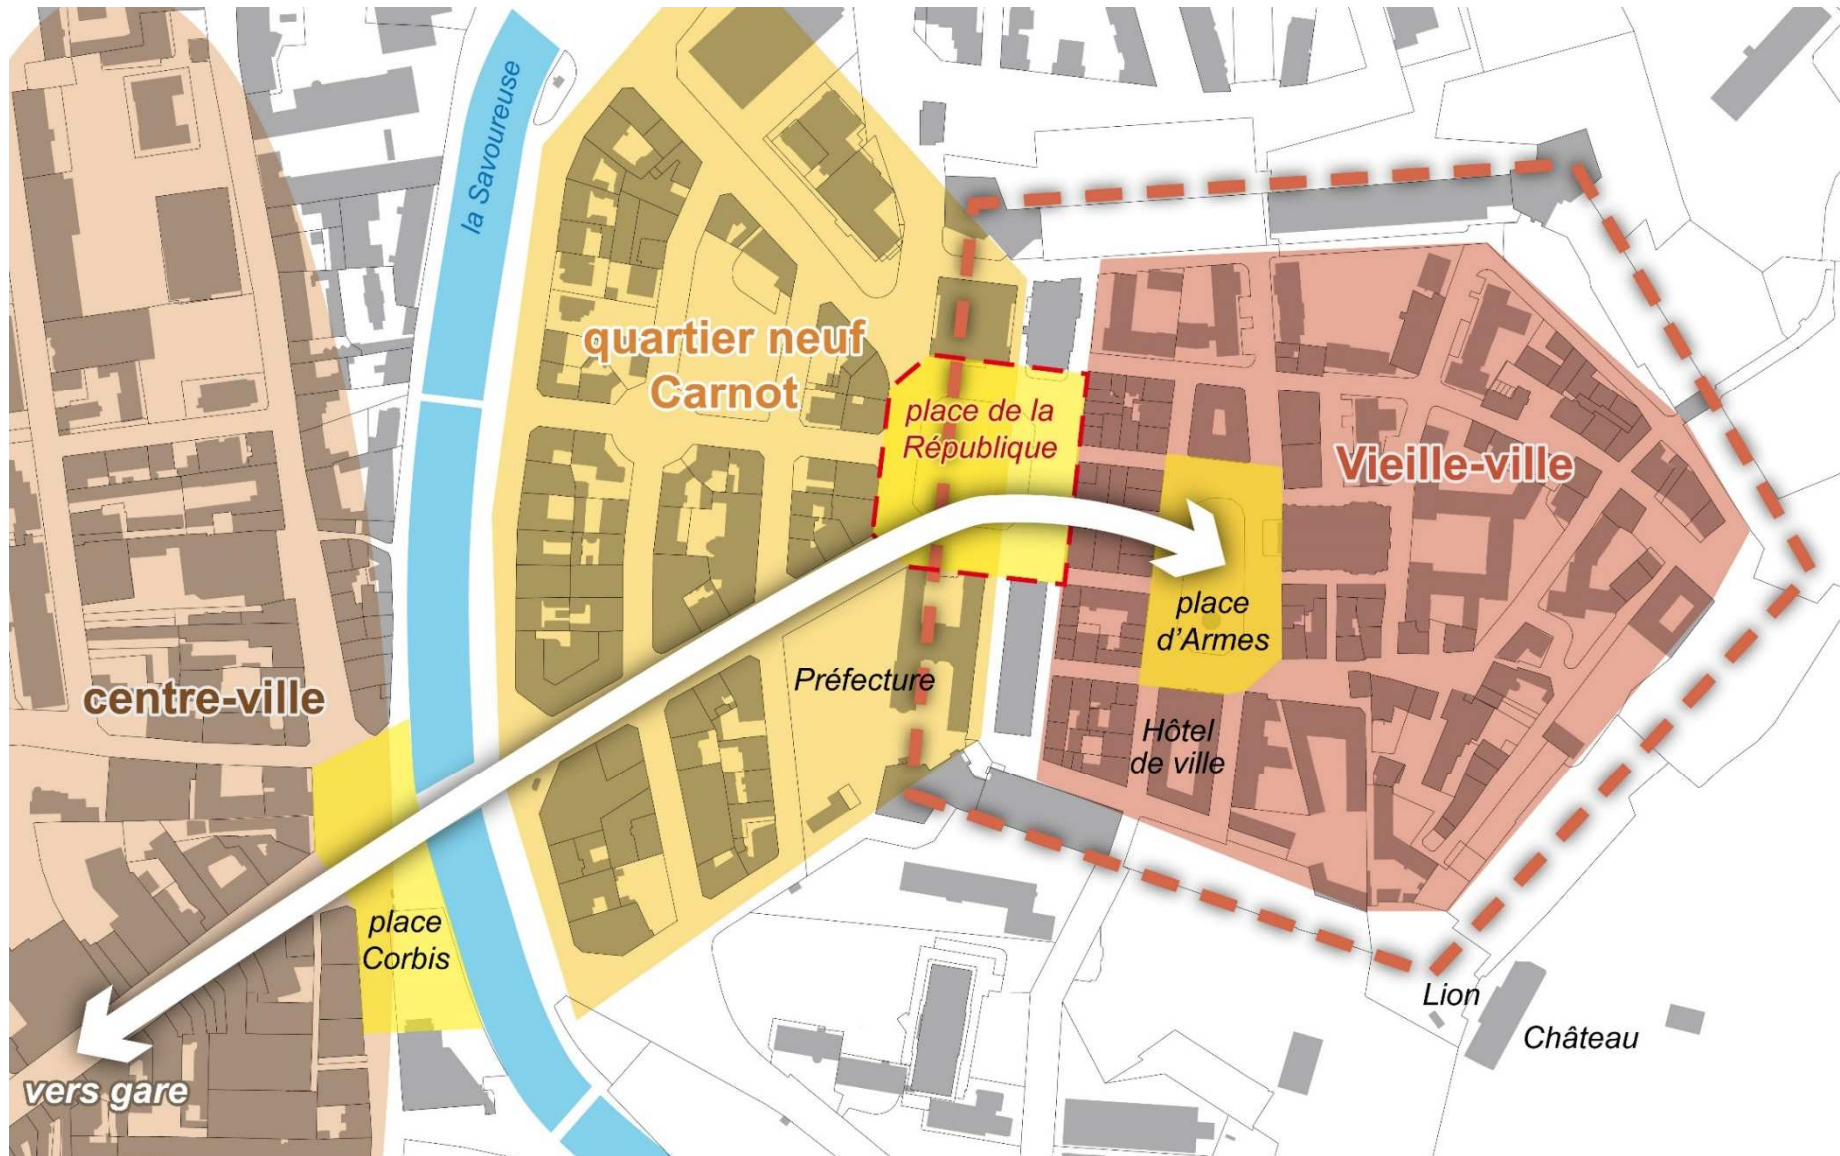 la Savoureuse
quartier neuf
Carnot
place de la
République
Vieille-ville
place
d'Armes
Préfecture
centre-ville
Hôtel
de ville
place
Corbis
Lion
Château
vers gare